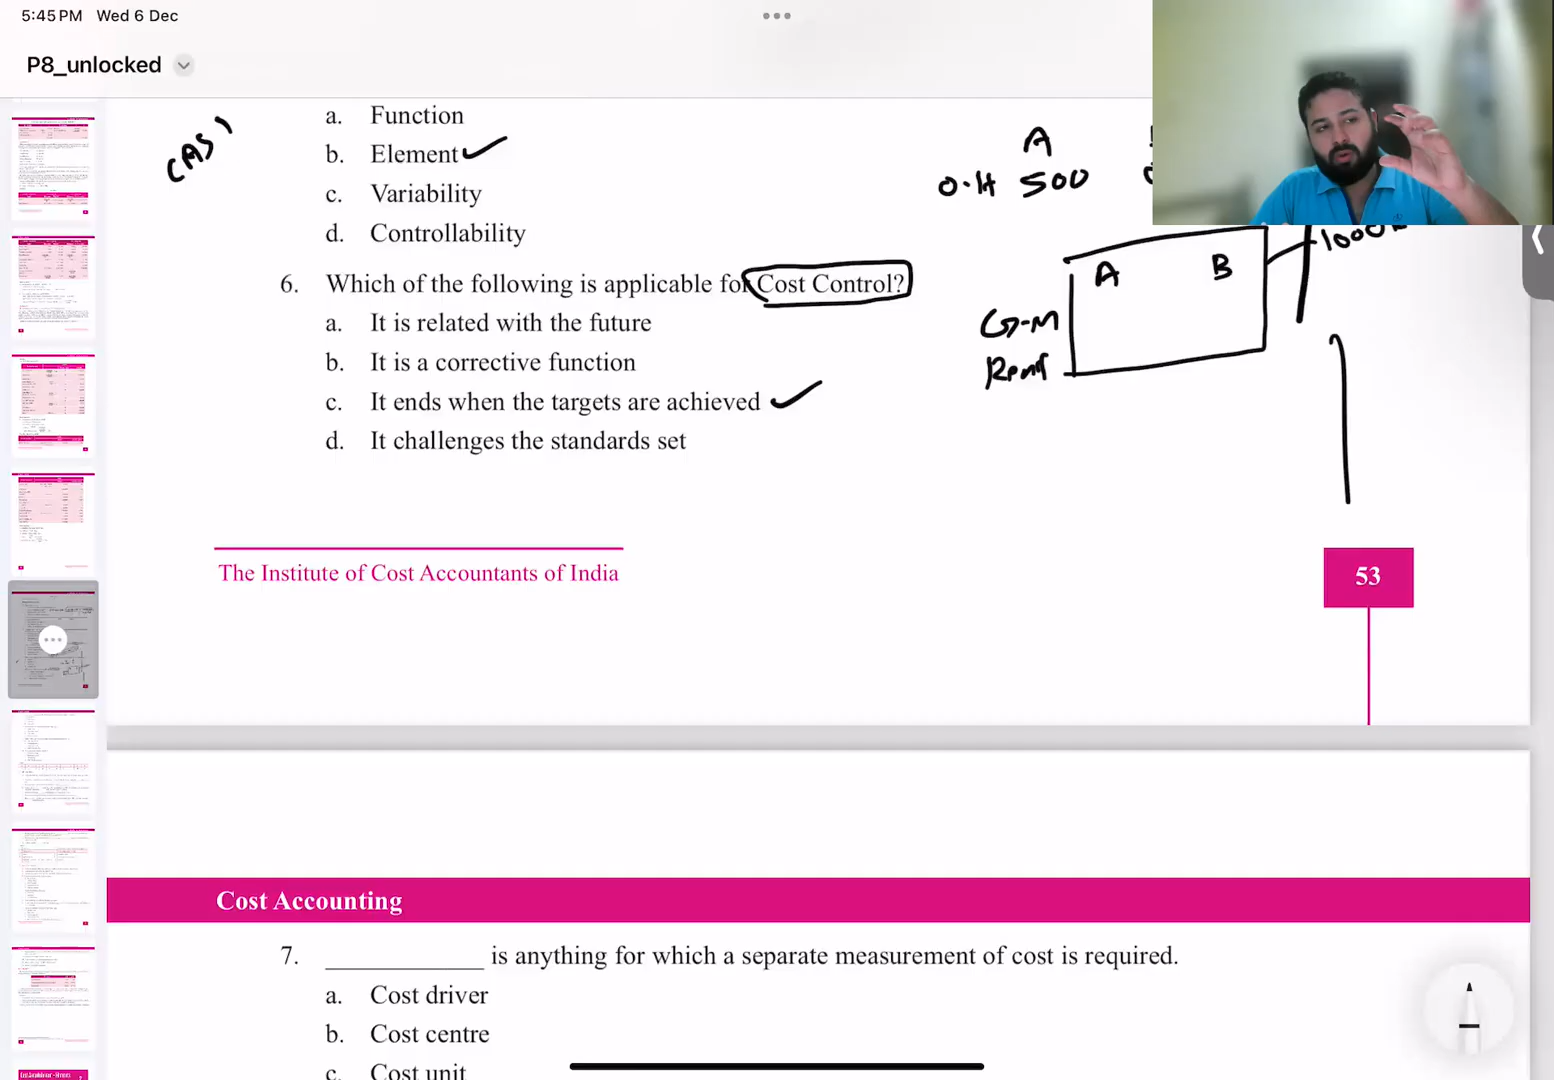 5:45 PM Wed 6 Dec
P8_unlocked
(AS)
a. Function
b. Element
c. Variability
d. Controllability
A
O.H 500
1000
A B
G-M
6. Which of the following is applicable for Cost Control?
a. It is related with the future
b. It is a corrective function
c. It ends when the targets are achieved
d. It challenges the standards set
The Institute of Cost Accountants of India
53
Cost Accounting
7. ____________ is anything for which a separate measurement of cost is required.
a. Cost driver
b. Cost centre
c. Cost unit